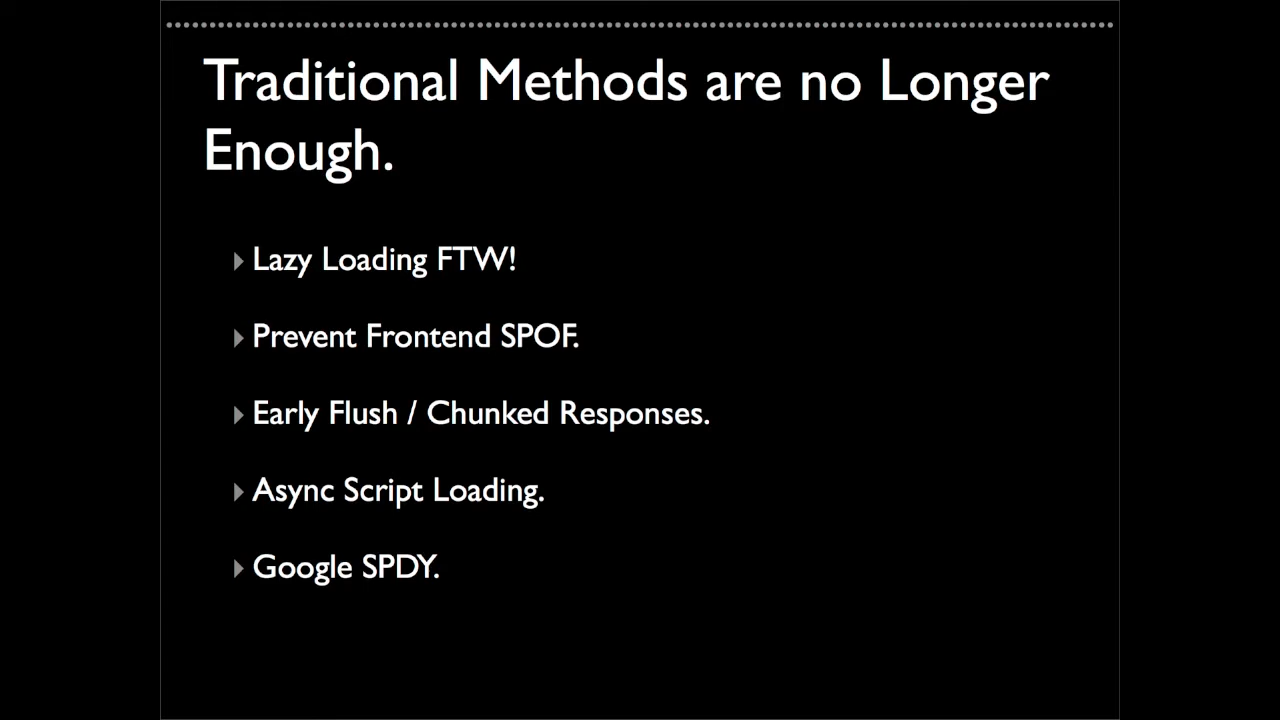 Traditional Methods are no Longer
Enough.
Lazy Loading FTW!
Prevent Frontend SPOF.
Early Flush / Chunked Responses.
Async Script Loading.
Google SPDY.